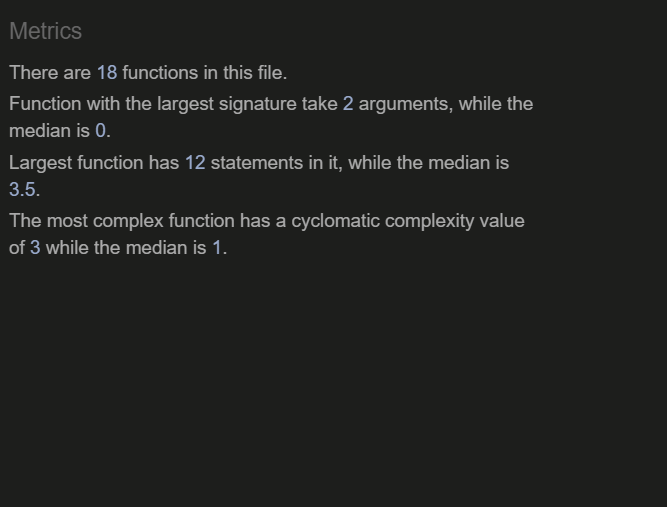 Metrics
There are 18 functions in this file.
Function with the largest signature take 2 arguments, while the
median is 0.
Largest function has 12 statements in it, while the median is
3.5.
The most complex function has a cyclomatic complexity value
of 3 while the median is 1.